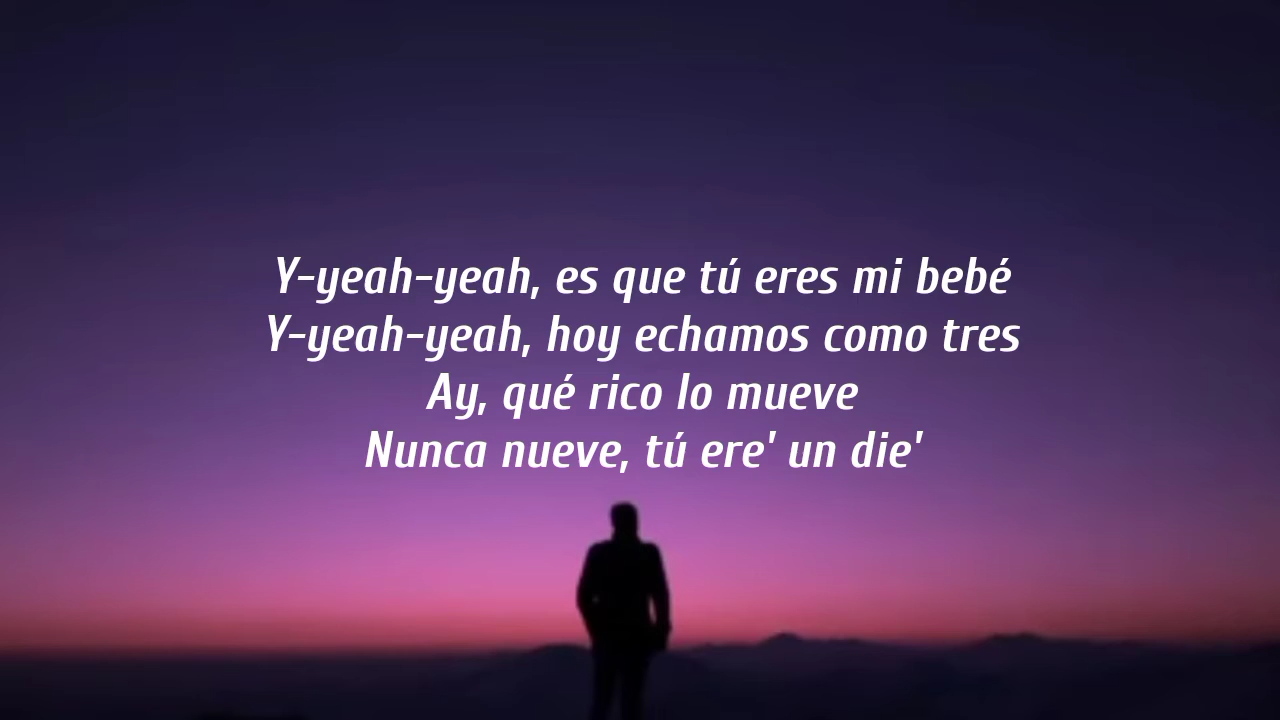 Y-yeah-yeah, es que tú eres mi bebé
Y-yeah-yeah, hoy echamos como tres
Ay, qué rico lo mueve
Nunca nueve, tú ere' un die'